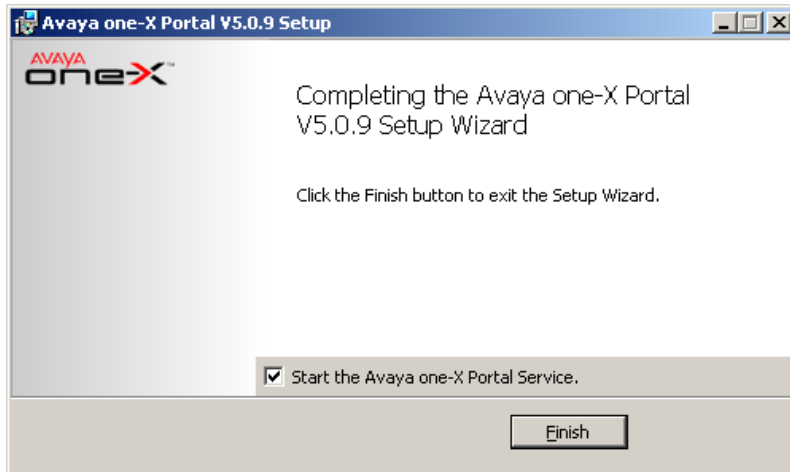 Avaya one-X Portal V5.0.9 Setup
AVAYA
one-X™
Completing the Avaya one-X Portal
V5.0.9 Setup Wizard
Click the Finish button to exit the Setup Wizard.
Start the Avaya one-X Portal Service.
Finish